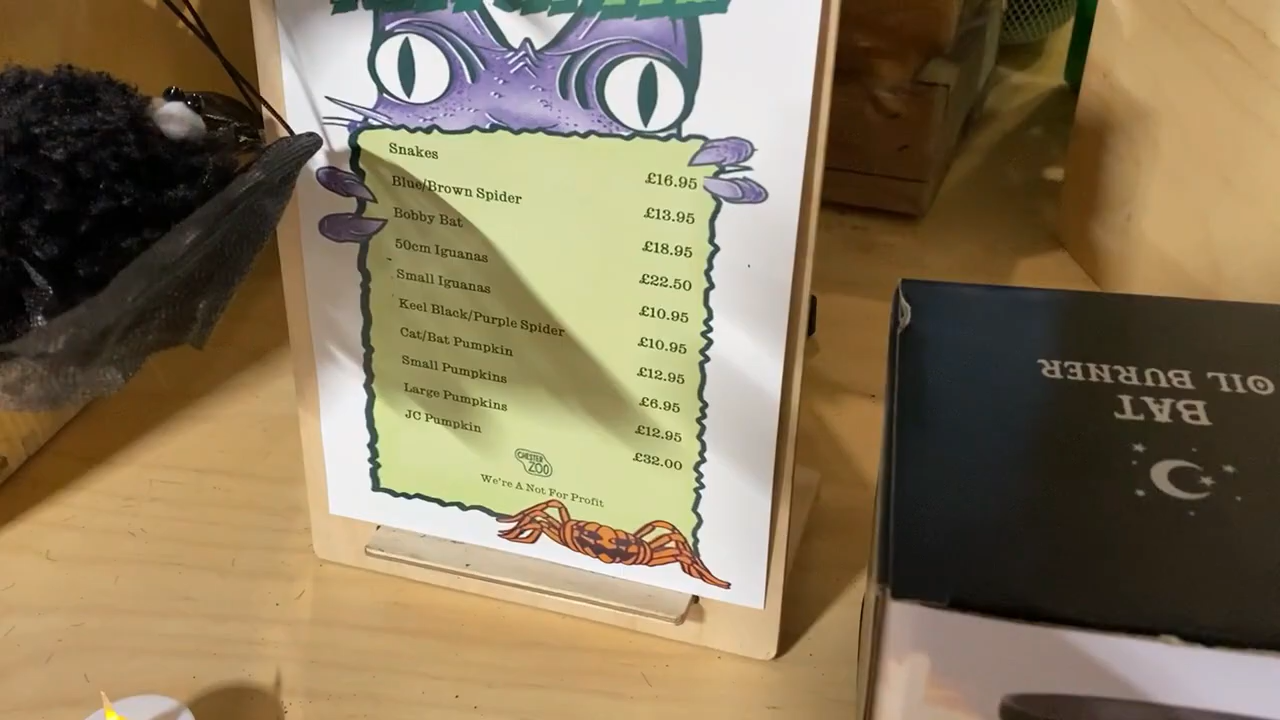 Snakes £16.95
Blue/Brown Spider £13.95
Bobby Bat £18.95
50cm Iguanas £22.50
Small Iguanas £10.95
Keel Black/Purple Spider £10.95
Cat/Bat Pumpkin £12.95
Small Pumpkins £6.95
Large Pumpkins £12.95
JC Pumpkin £32.00
CHESTER
ZOO
We're A Not For Profit
BAT
OIL BURNER